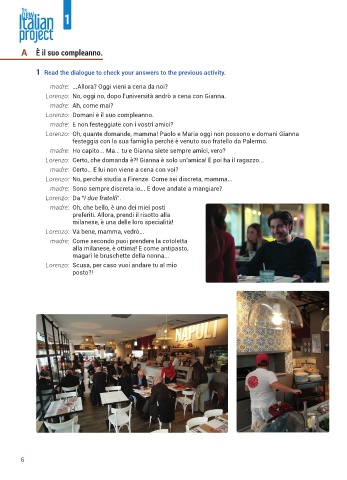 The
new
Italian
project
1
A È il suo compleanno.
1 Read the dialogue to check your answers to the previous activity.
madre: ...Allora? Oggi vieni a cena da noi?
Lorenzo: No, oggi no, dopo l'università andrò a cena con Gianna.
madre: Ah, come mai?
Lorenzo: Domani è il suo compleanno.
madre: E non festeggiate con i vostri amici?
Lorenzo: Oh, quante domande, mamma! Paolo e Maria oggi non possono e domani Gianna
festeggia con la sua famiglia perché è venuto suo fratello da Palermo.
madre: Ho capito... Ma... tu e Gianna siete sempre amici, vero?
Lorenzo: Certo, che domanda è?! Gianna è solo un'amica! E poi ha il ragazzo...
madre: Certo... E lui non viene a cena con voi?
Lorenzo: No, perché studia a Firenze. Come sei discreta, mamma...
madre: Sono sempre discreta io... E dove andate a mangiare?
Lorenzo: Da "I due fratelli".
madre: Oh, che bello, è uno dei miei posti
preferiti. Allora, prendi il risotto alla
milanese, è una delle loro specialità!
Lorenzo: Va bene, mamma, vedrò...
madre: Come secondo puoi prendere la cotoletta
alla milanese, è ottima! E come antipasto,
magari le bruschette della nonna...
Lorenzo: Scusa, per caso vuoi andare tu al mio
posto?!
NAPULE
6